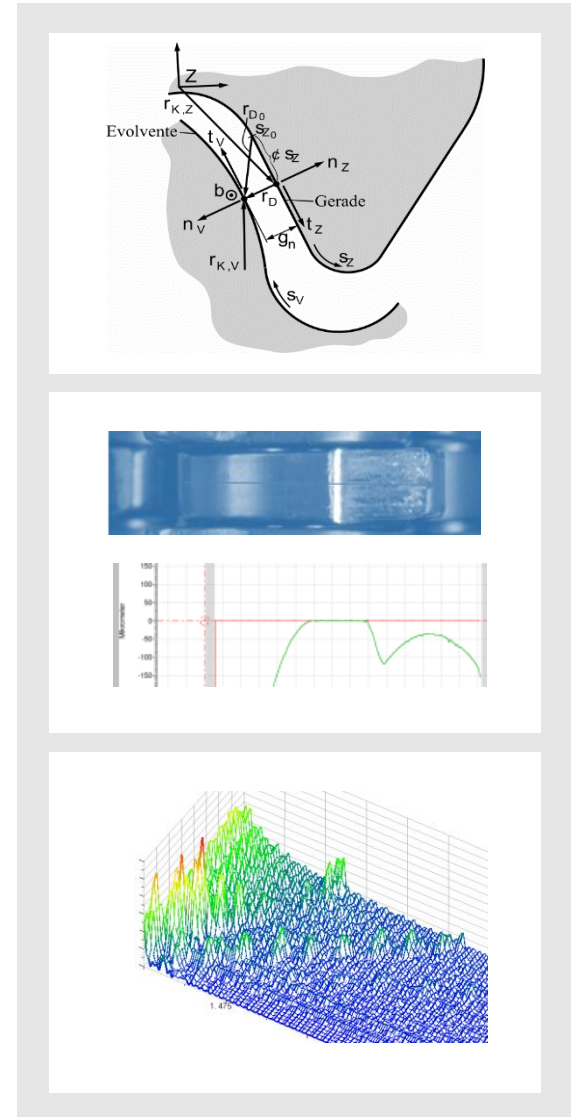 Z
r K,Z
r D0
Evolvente
t V
s Z0
¢ s Z
n Z
b
r D
Gerade
n V
t Z
g n
r K,V
s Z
s V
150
100
50
0
-50
-100
-150
Mikrometer
1.475